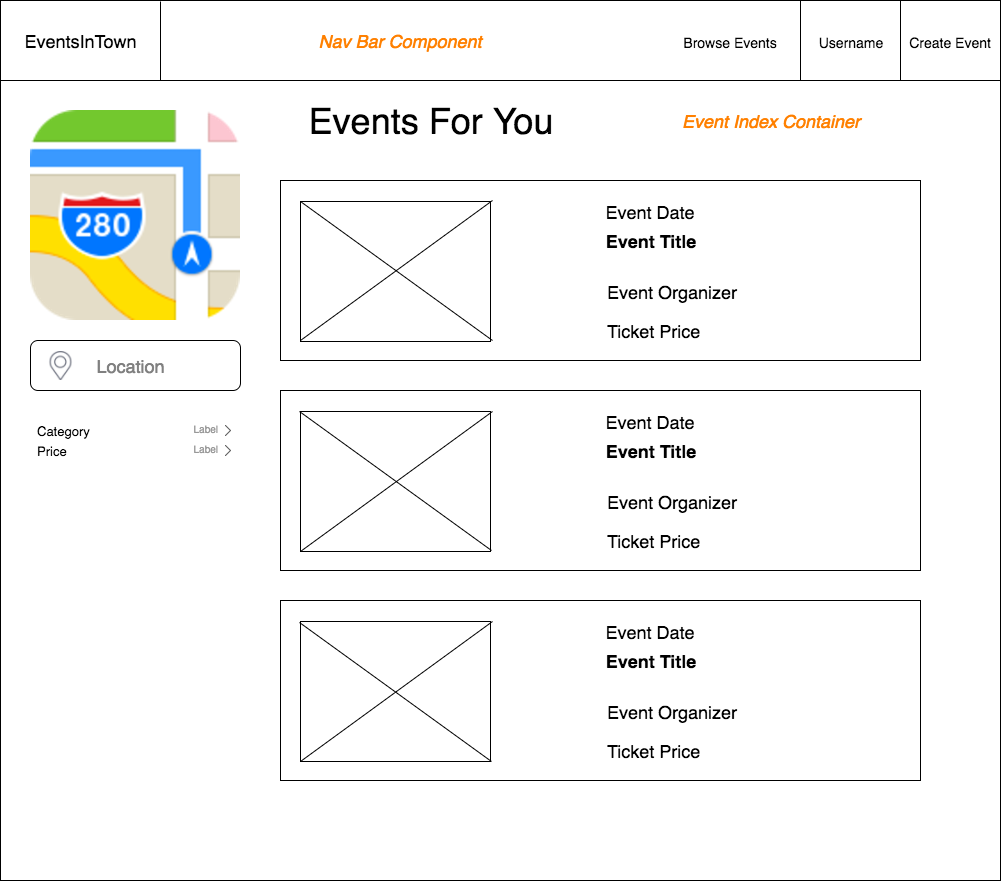 EventsInTown
Nav Bar Component
Browse Events
Username
Create Event
Events For You
Event Index Container
280
Location
Category
Label
Price
Label
Event Date
Event Title
Event Organizer
Ticket Price
Event Date
Event Title
Event Organizer
Ticket Price
Event Date
Event Title
Event Organizer
Ticket Price